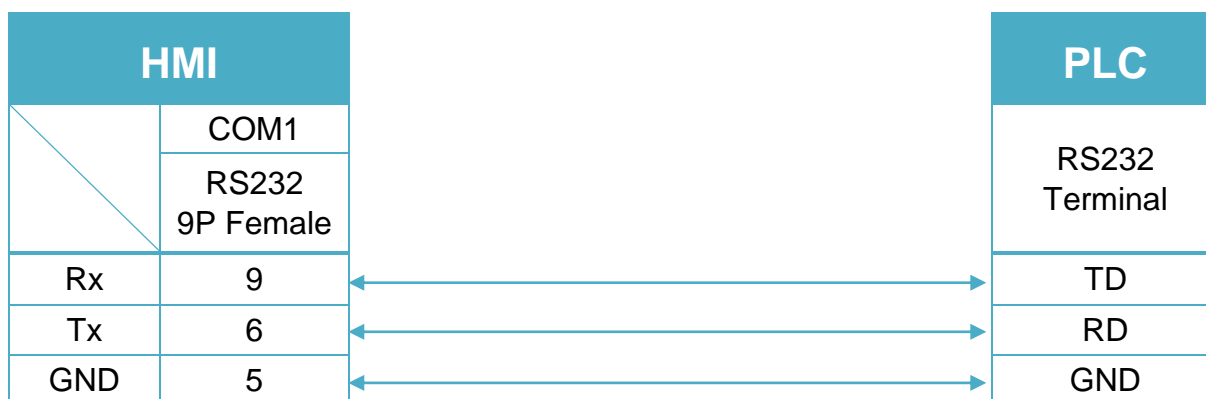 HMI
PLC
COM1
RS232
9P Female
RS232
Terminal
Rx 9 TD
Tx 6 RD
GND 5 GND